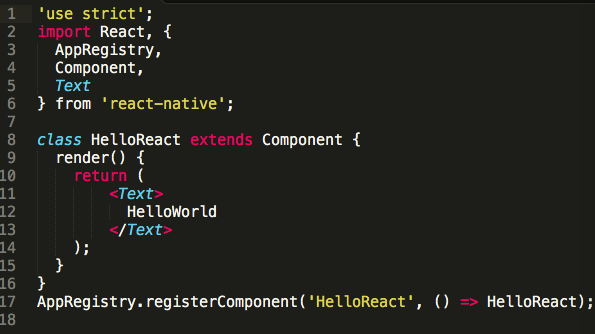 1 'use strict';
2 import React, {
3   AppRegistry,
4   Component,
5   Text
6 } from 'react-native';
7
8 class HelloReact extends Component {
9   render() {
10     return (
11         <Text>
12           HelloWorld
13         </Text>
14     );
15   }
16 }
17 AppRegistry.registerComponent('HelloReact', () => HelloReact);
18